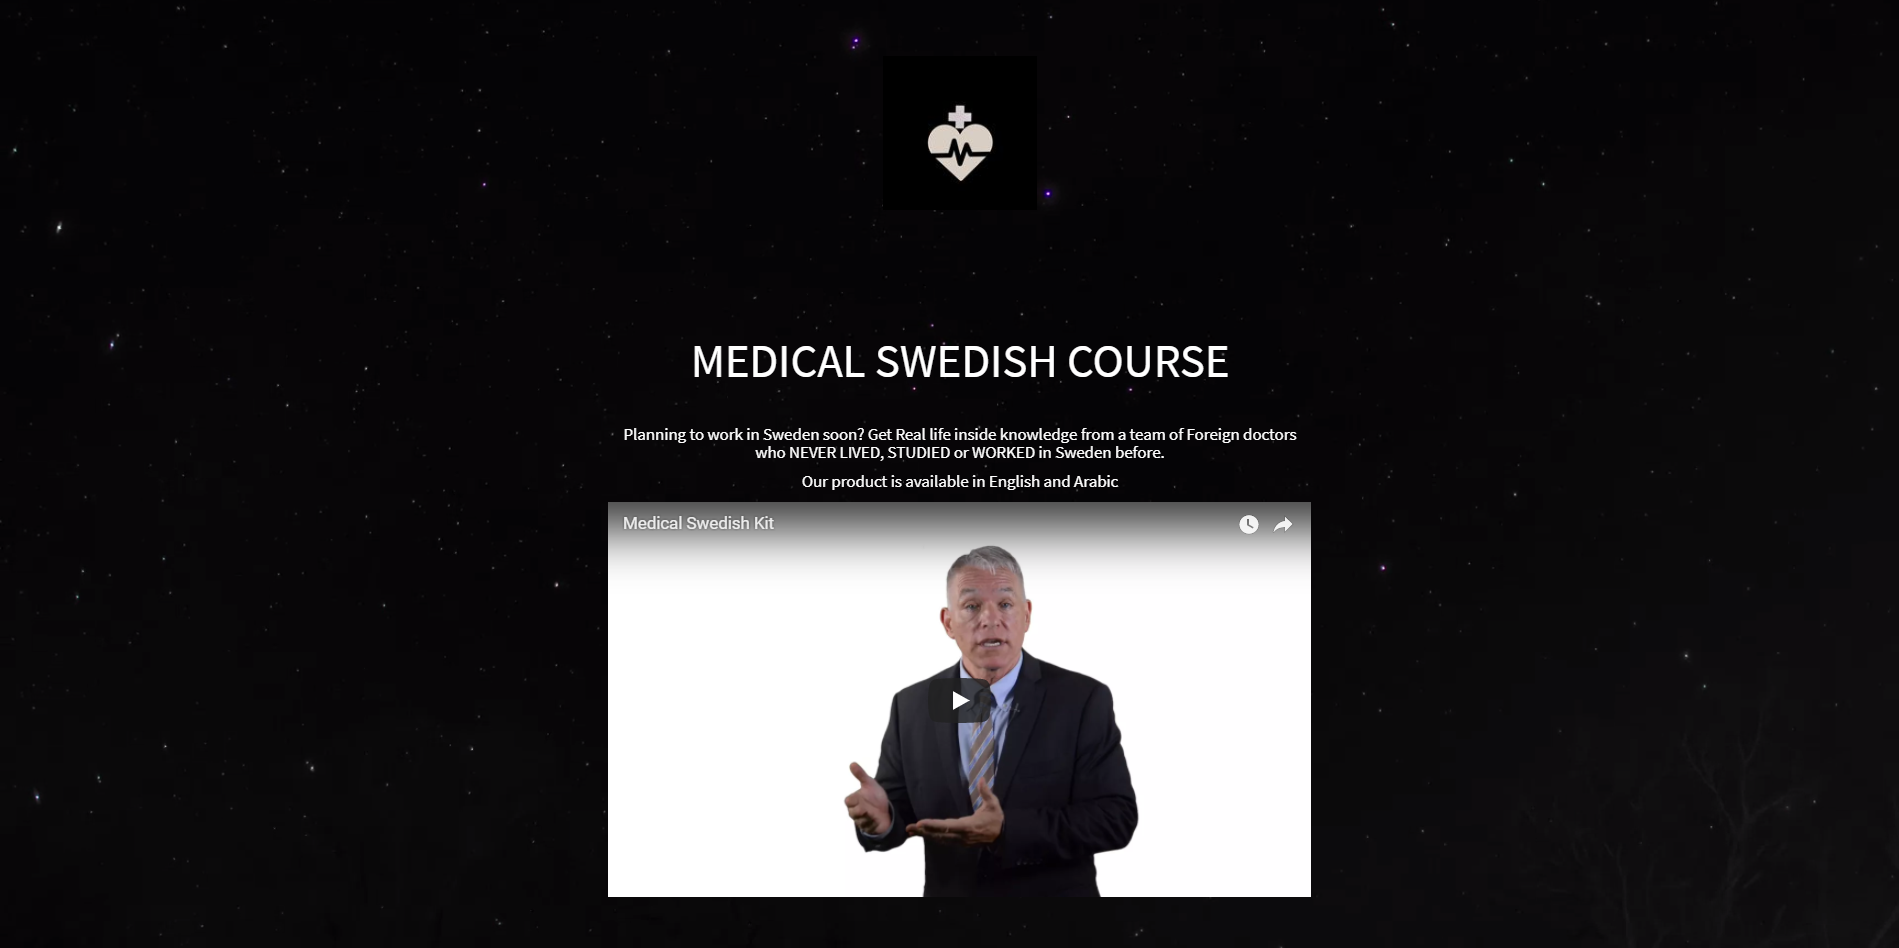 MEDICAL SWEDISH COURSE
Planning to work in Sweden soon? Get Real life inside knowledge from a team of Foreign doctors
who NEVER LIVED, STUDIED or WORKED in Sweden before.
Our product is available in English and Arabic
Medical Swedish Kit